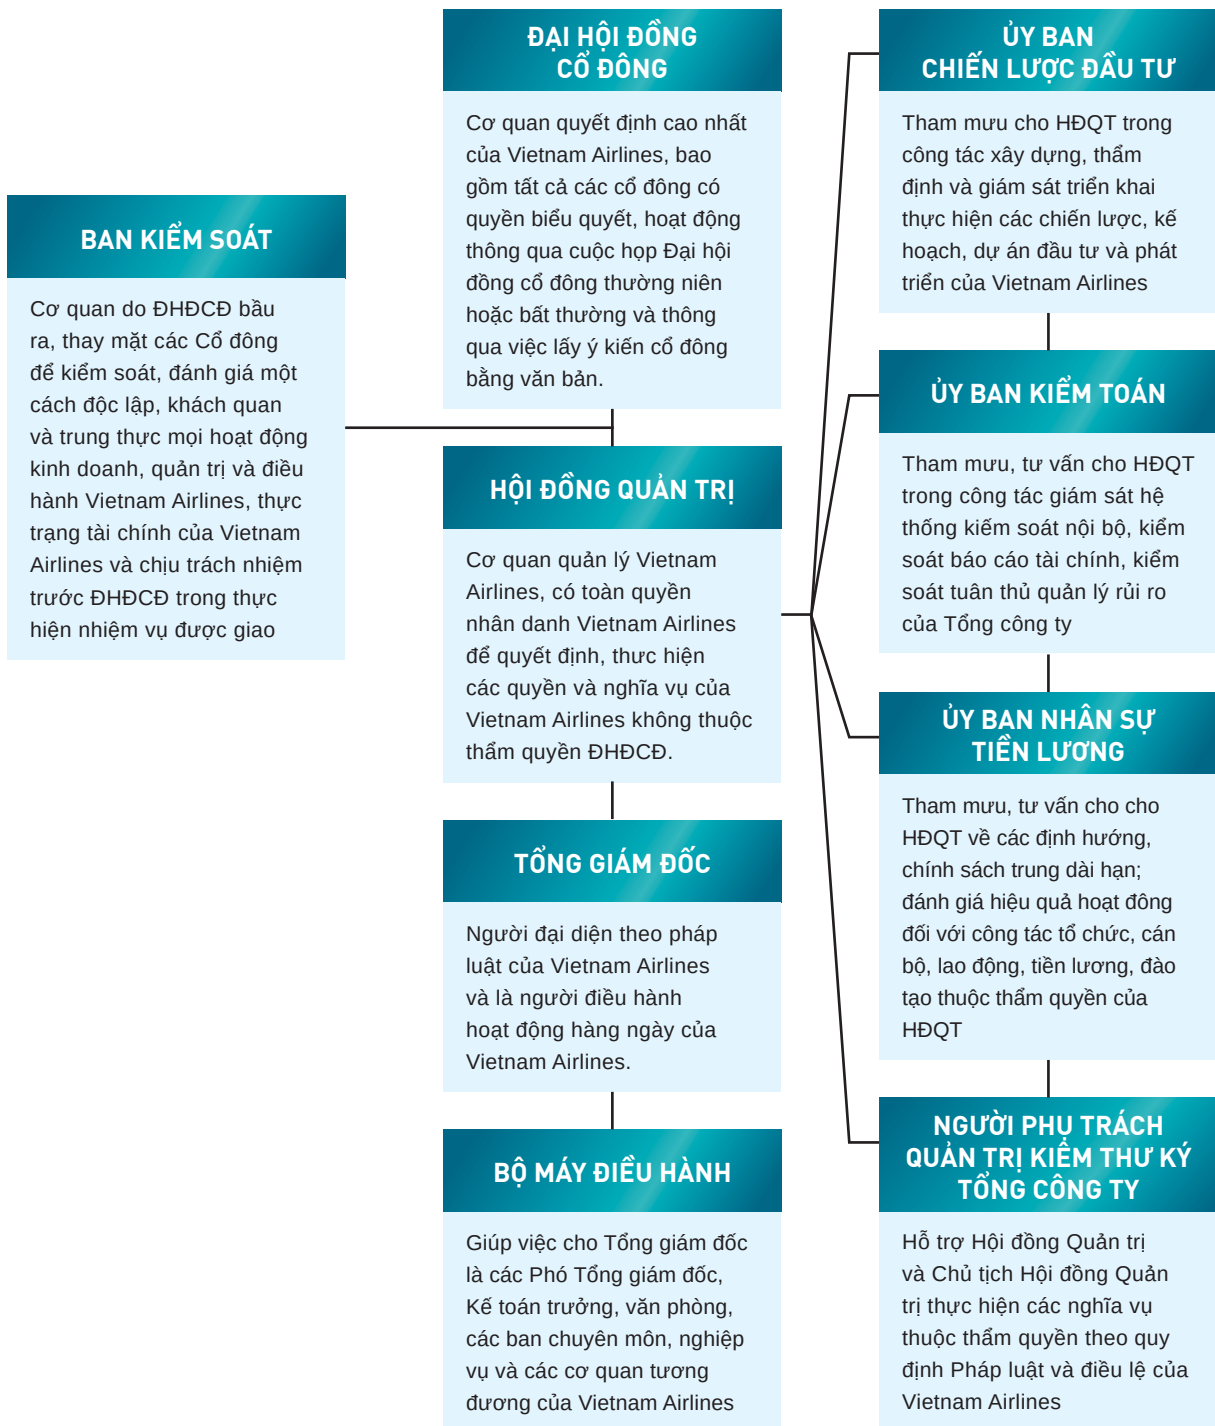 BAN KIỂM SOÁT
Cơ quan do ĐHĐCĐ bầu
ra, thay mặt các Cổ đông
để kiểm soát, đánh giá một
cách độc lập, khách quan
và trung thực mọi hoạt động
kinh doanh, quản trị và điều
hành Vietnam Airlines, thực
trạng tài chính của Vietnam
Airlines và chịu trách nhiệm
trước ĐHĐCĐ trong thực
hiện nhiệm vụ được giao
ĐẠI HỘI ĐỒNG
CỔ ĐÔNG
Cơ quan quyết định cao nhất
của Vietnam Airlines, bao
gồm tất cả các cổ đông có
quyền biểu quyết, hoạt động
thông qua cuộc họp Đại hội
đồng cổ đông thường niên
hoặc bất thường và thông
qua việc lấy ý kiến cổ đông
bằng văn bản.
HỘI ĐỒNG QUẢN TRỊ
Cơ quan quản lý Vietnam
Airlines, có toàn quyền
nhân danh Vietnam Airlines
để quyết định, thưc hiện
các quyền và nghĩa vụ của
Vietnam Airlines không thuộc
thẩm quyền ĐHĐCĐ.
TỔNG GIÁM ĐỐC
Người đại diện theo pháp
luật của Vietnam Airlines
và là người điều hành
hoạt động hàng ngày của
Vietnam Airlines.
BỘ MÁY ĐIỀU HÀNH
Giúp việc cho Tổng giám đốc
là các Phó Tổng giám đốc,
Kế toán trưởng, văn phòng,
các ban chuyên môn, nghiệp
vụ và các cơ quan tương
đương của Vietnam Airlines
ỦY BAN
CHIẾN LƯỢC ĐẦU TƯ
Tham mưu cho HĐQT trong
công tác xây dựng, thẩm
định và giám sát triển khai
thực hiện các chiến lược, kế
hoạch, dự án đầu tư và phát
triển của Vietnam Airlines
ỦY BAN KIỂM TOÁN
Tham mưu, tư vấn cho HĐQT
trong công tác giám sát hệ
thống kiếm soát nội bộ, kiểm
soát báo cáo tài chính, kiểm
soát tuân thủ quản lý rủi ro
của Tổng công ty
ỦY BAN NHÂN SỰ
TIỀN LƯƠNG
Tham mưu, tư vấn cho cho
HĐQT về các định hướng,
chính sách trung dài hạn;
đánh giá hiệu quả hoạt đông
đối với công tác tổ chức, cán
bộ, lao động, tiền lương, đào
tạo thuộc thẩm quyền của
HĐQT
NGƯỜI PHỤ TRÁCH
QUẢN TRỊ KIÊM THƯ KÝ
TỔNG CÔNG TY
Hỗ trợ Hội đồng Quản trị
và Chủ tịch Hội đồng Quản
trị thực hiện các nghĩa vụ
thuộc thẩm quyền theo quy
định Pháp luật và điều lệ của
Vietnam Airlines